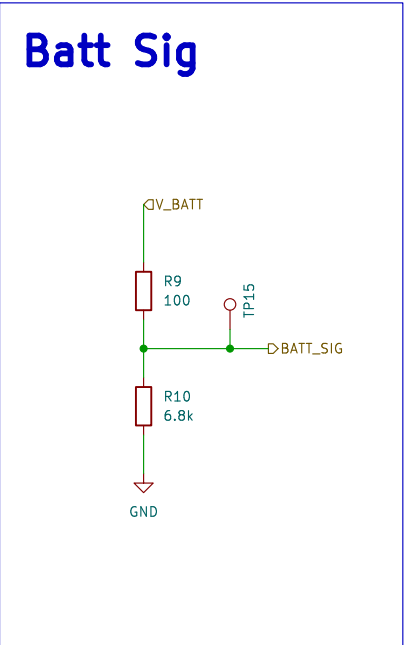 Batt Sig
V_BATT
R9
100
TP15
BATT_SIG
R10
6.8k
GND